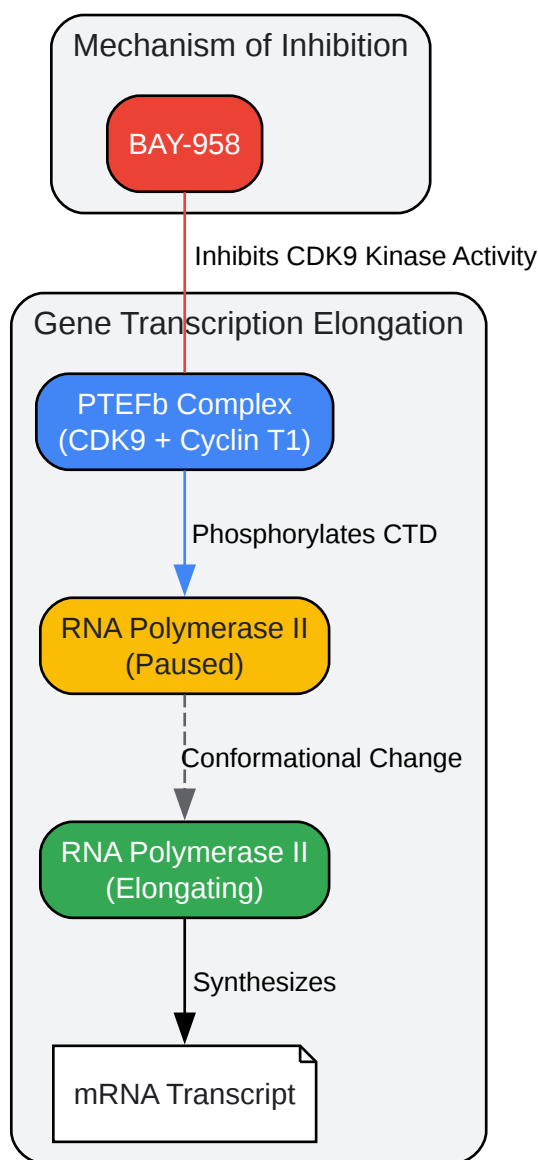 Mechanism of Inhibition
BAY-958
Inhibits CDK9 Kinase Activity
Gene Transcription Elongation
PTEFb Complex
(CDK9 + Cyclin T1)
Phosphorylates CTD
RNA Polymerase II
(Paused)
Conformational Change
RNA Polymerase II
(Elongating)
Synthesizes
mRNA Transcript